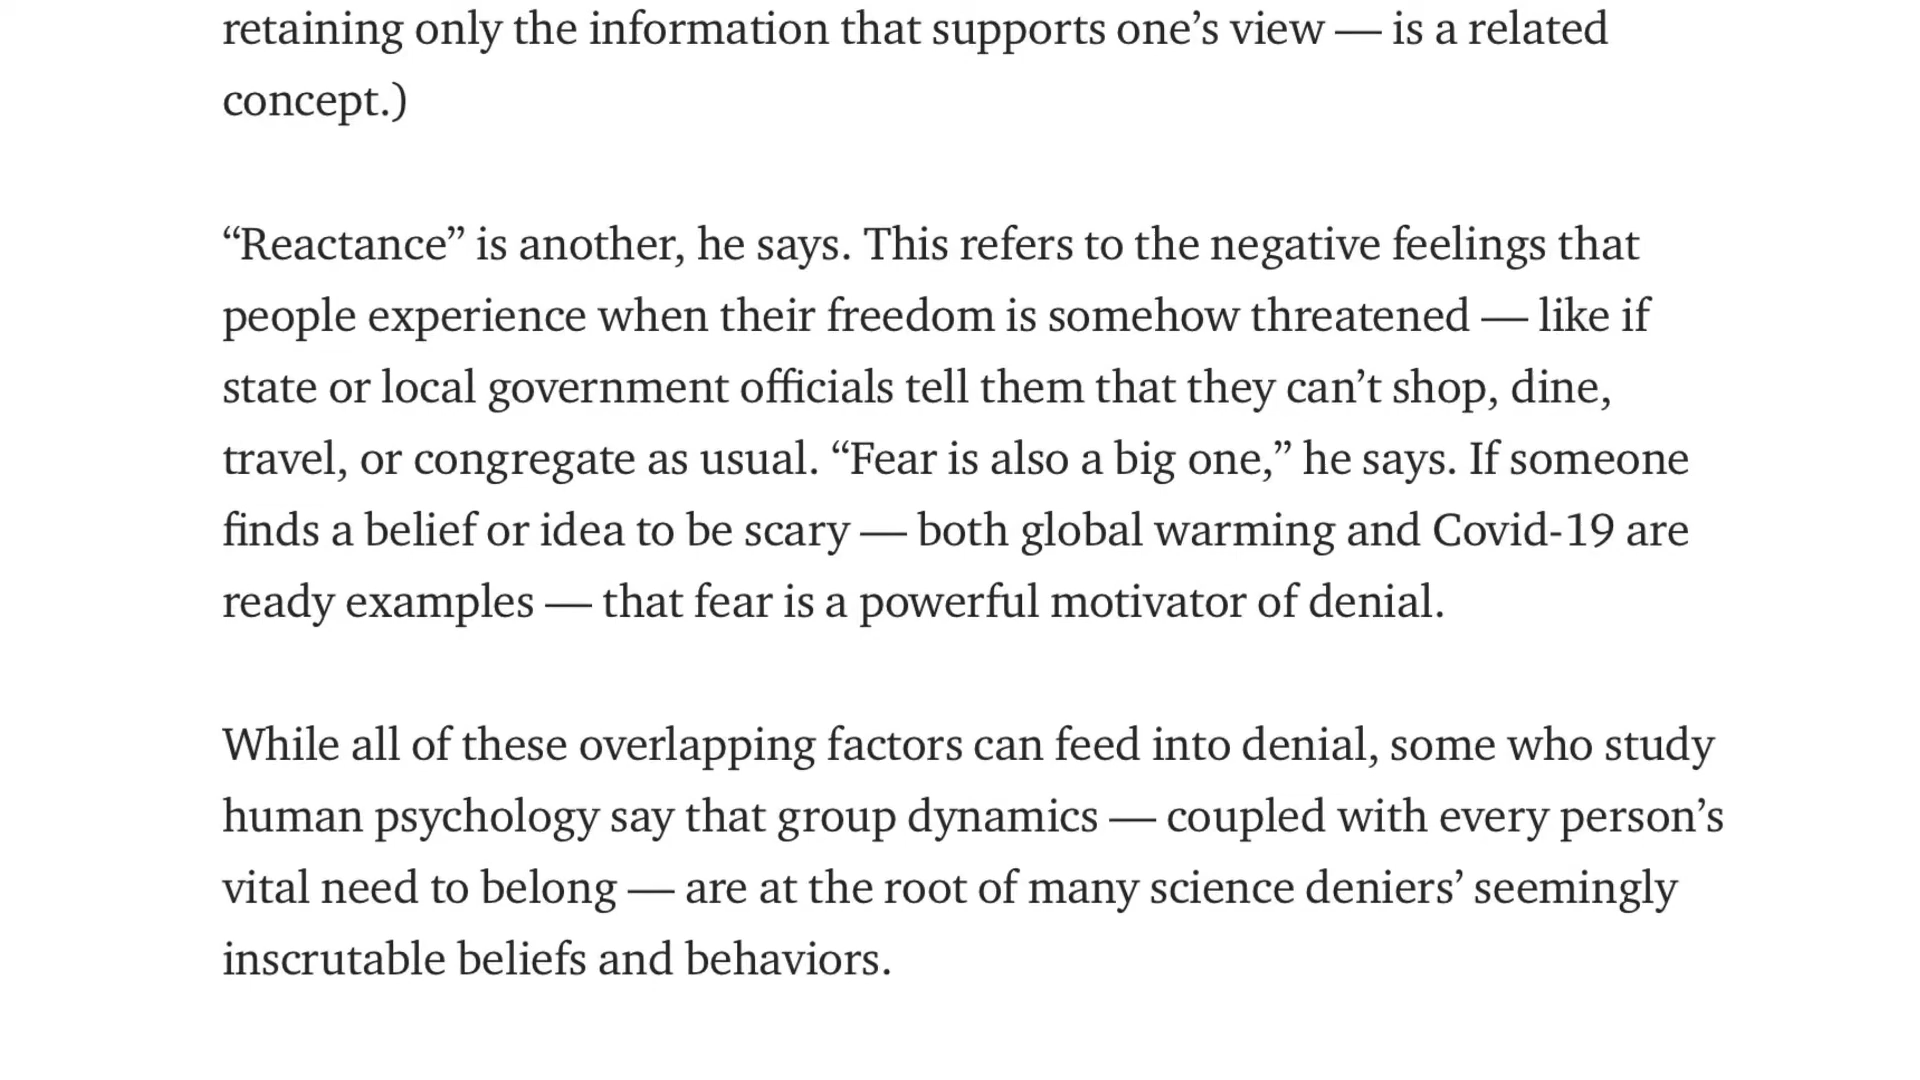 retaining only the information that supports one’s view — is a related
concept.)
“Reactance” is another, he says. This refers to the negative feelings that
people experience when their freedom is somehow threatened — like if
state or local government officials tell them that they can’t shop, dine,
travel, or congregate as usual. “Fear is also a big one,” he says. If someone
finds a belief or idea to be scary — both global warming and Covid-19 are
ready examples — that fear is a powerful motivator of denial.
While all of these overlapping factors can feed into denial, some who study
human psychology say that group dynamics — coupled with every person’s
vital need to belong — are at the root of many science deniers’ seemingly
inscrutable beliefs and behaviors.